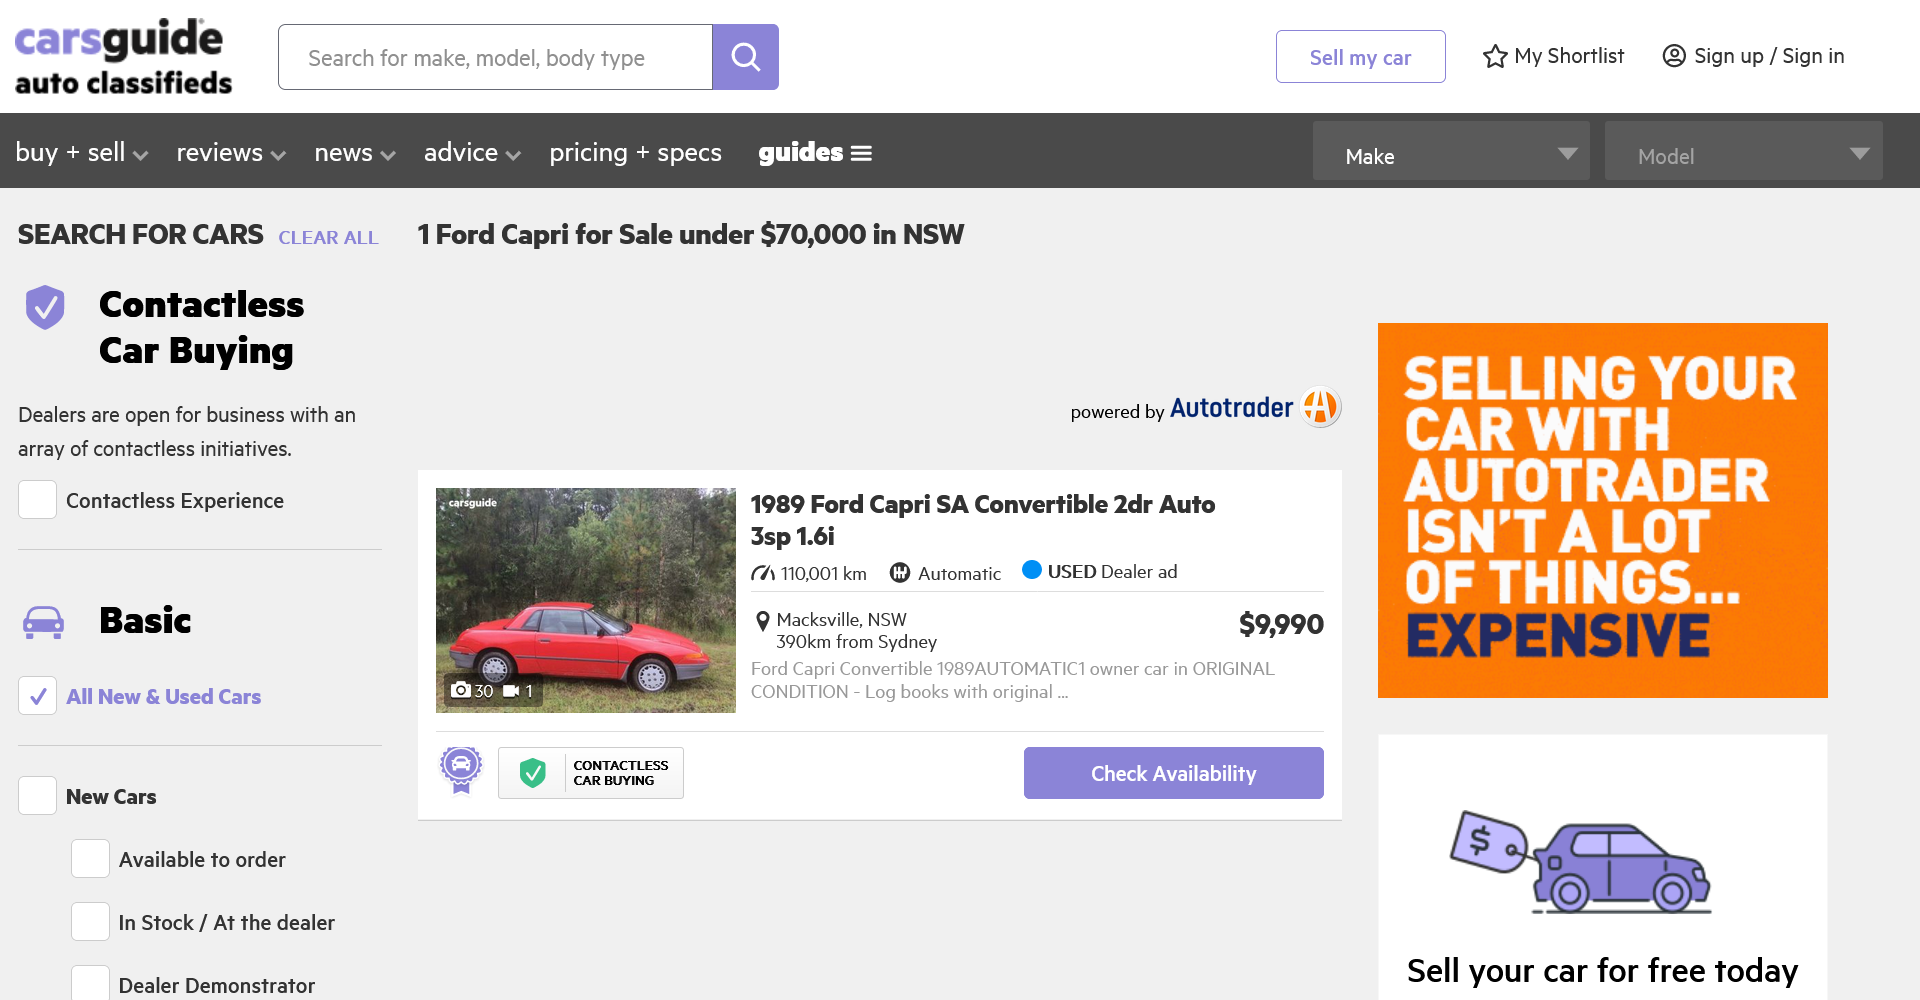 carsguide
auto classifieds
Search for make, model, body type
Sell my car
My Shortlist
Sign up / Sign in
buy + sell
reviews
news
advice
pricing + specs
guides
Make
Model
SEARCH FOR CARS CLEAR ALL
1 Ford Capri for Sale under $70,000 in NSW
Contactless
Car Buying
Dealers are open for business with an
array of contactless initiatives.
Contactless Experience
Basic
All New & Used Cars
New Cars
Available to order
In Stock / At the dealer
Dealer Demonstrator
powered by Autotrader
carsguide
30 1
1989 Ford Capri SA Convertible 2dr Auto
3sp 1.6i
110,001 km
Automatic
USED Dealer ad
Macksville, NSW
390km from Sydney
$9,990
Ford Capri Convertible 1989AUTOMATIC1 owner car in ORIGINAL
CONDITION - Log books with original ...
CONTACTLESS
CAR BUYING
Check Availability
SELLING YOUR
CAR WITH
AUTOTRADER
ISN'T A LOT
OF THINGS...
EXPENSIVE
$
Sell your car for free today